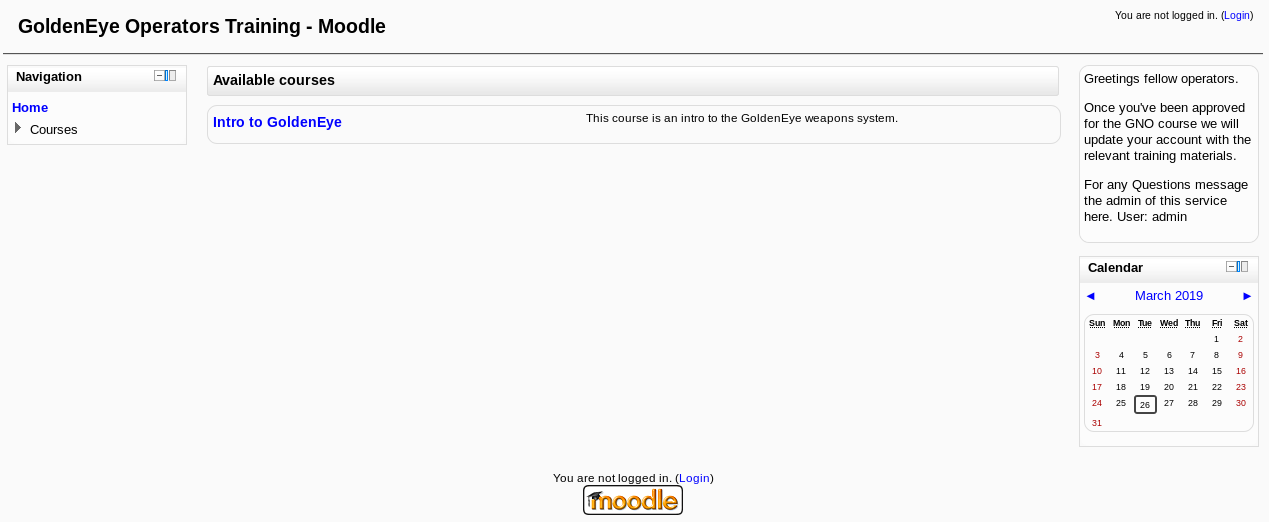 GoldenEye Operators Training - Moodle
You are not logged in. (Login)
Navigation
Home
Courses
Available courses
Intro to GoldenEye
This course is an intro to the GoldenEye weapons system.
Greetings fellow operators.
Once you've been approved
for the GNO course we will
update your account with the
relevant training materials.
For any Questions message
the admin of this service
here. User: admin
Calendar
◄ March 2019 ►
Sun Mon Tue Wed Thu Fri Sat
1 2
3 4 5 6 7 8 9
10 11 12 13 14 15 16
17 18 19 20 21 22 23
24 25 26 27 28 29 30
31
You are not logged in. (Login)
moodle